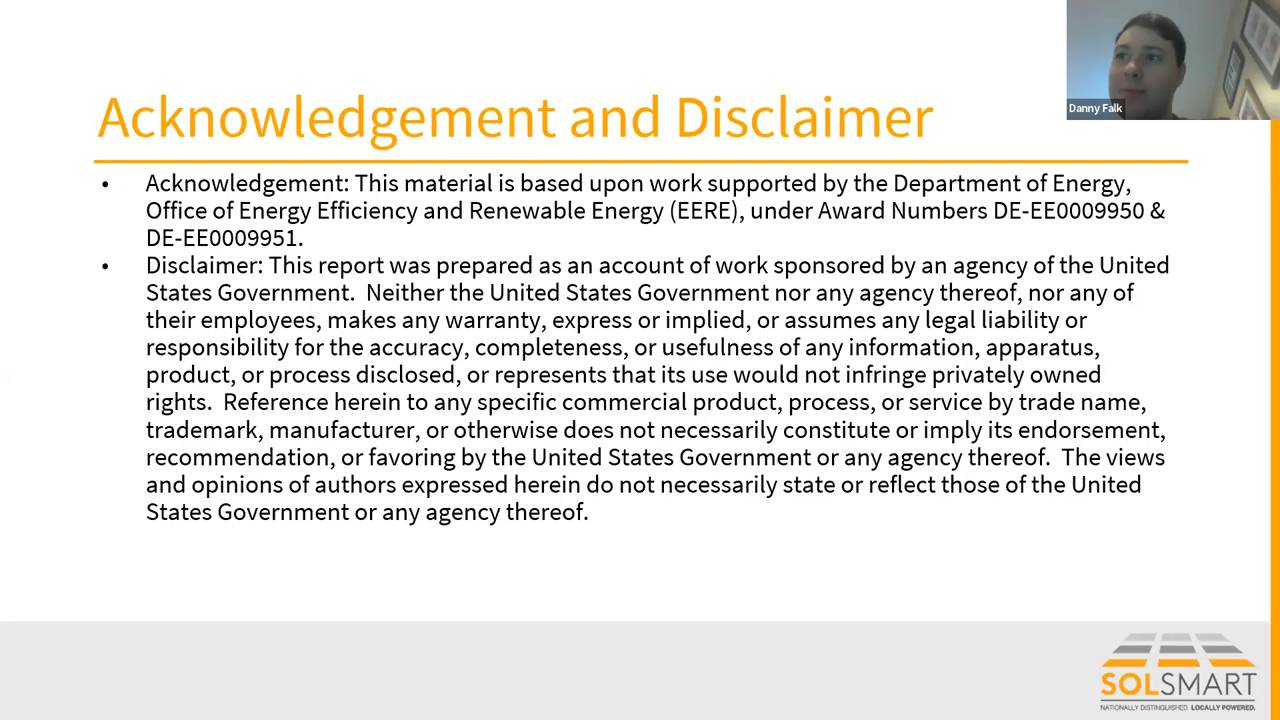 Danny Falk
Acknowledgement and Disclaimer
• Acknowledgement: This material is based upon work supported by the Department of Energy,
Office of Energy Efficiency and Renewable Energy (EERE), under Award Numbers DE-EE0009950 &
DE-EE0009951.
• Disclaimer: This report was prepared as an account of work sponsored by an agency of the United
States Government.  Neither the United States Government nor any agency thereof, nor any of
their employees, makes any warranty, express or implied, or assumes any legal liability or
responsibility for the accuracy, completeness, or usefulness of any information, apparatus,
product, or process disclosed, or represents that its use would not infringe privately owned
rights.  Reference herein to any specific commercial product, process, or service by trade name,
trademark, manufacturer, or otherwise does not necessarily constitute or imply its endorsement,
recommendation, or favoring by the United States Government or any agency thereof.  The views
and opinions of authors expressed herein do not necessarily state or reflect those of the United
States Government or any agency thereof.
SOLSMART
NATIONALLY DISTINGUISHED. LOCALLY POWERED.